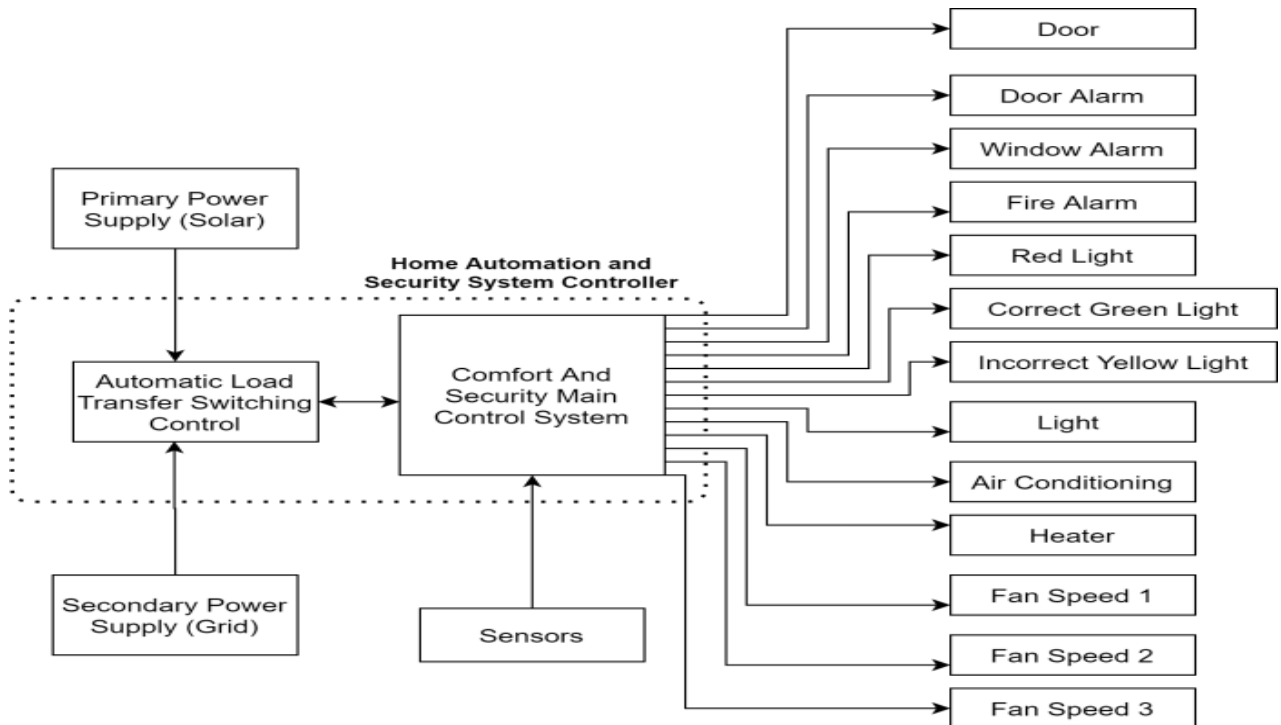 Primary Power
Supply (Solar)
Home Automation and
Security System Controller
Automatic Load
Transfer Switching
Control
Comfort And
Security Main
Control System
Secondary Power
Supply (Grid)
Sensors
Door
Door Alarm
Window Alarm
Fire Alarm
Red Light
Correct Green Light
Incorrect Yellow Light
Light
Air Conditioning
Heater
Fan Speed 1
Fan Speed 2
Fan Speed 3